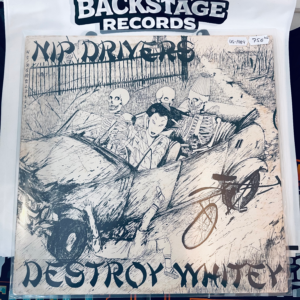 BACKSTAGE
RECORDS
NIP DRIVERS
DESTROY WHITEY